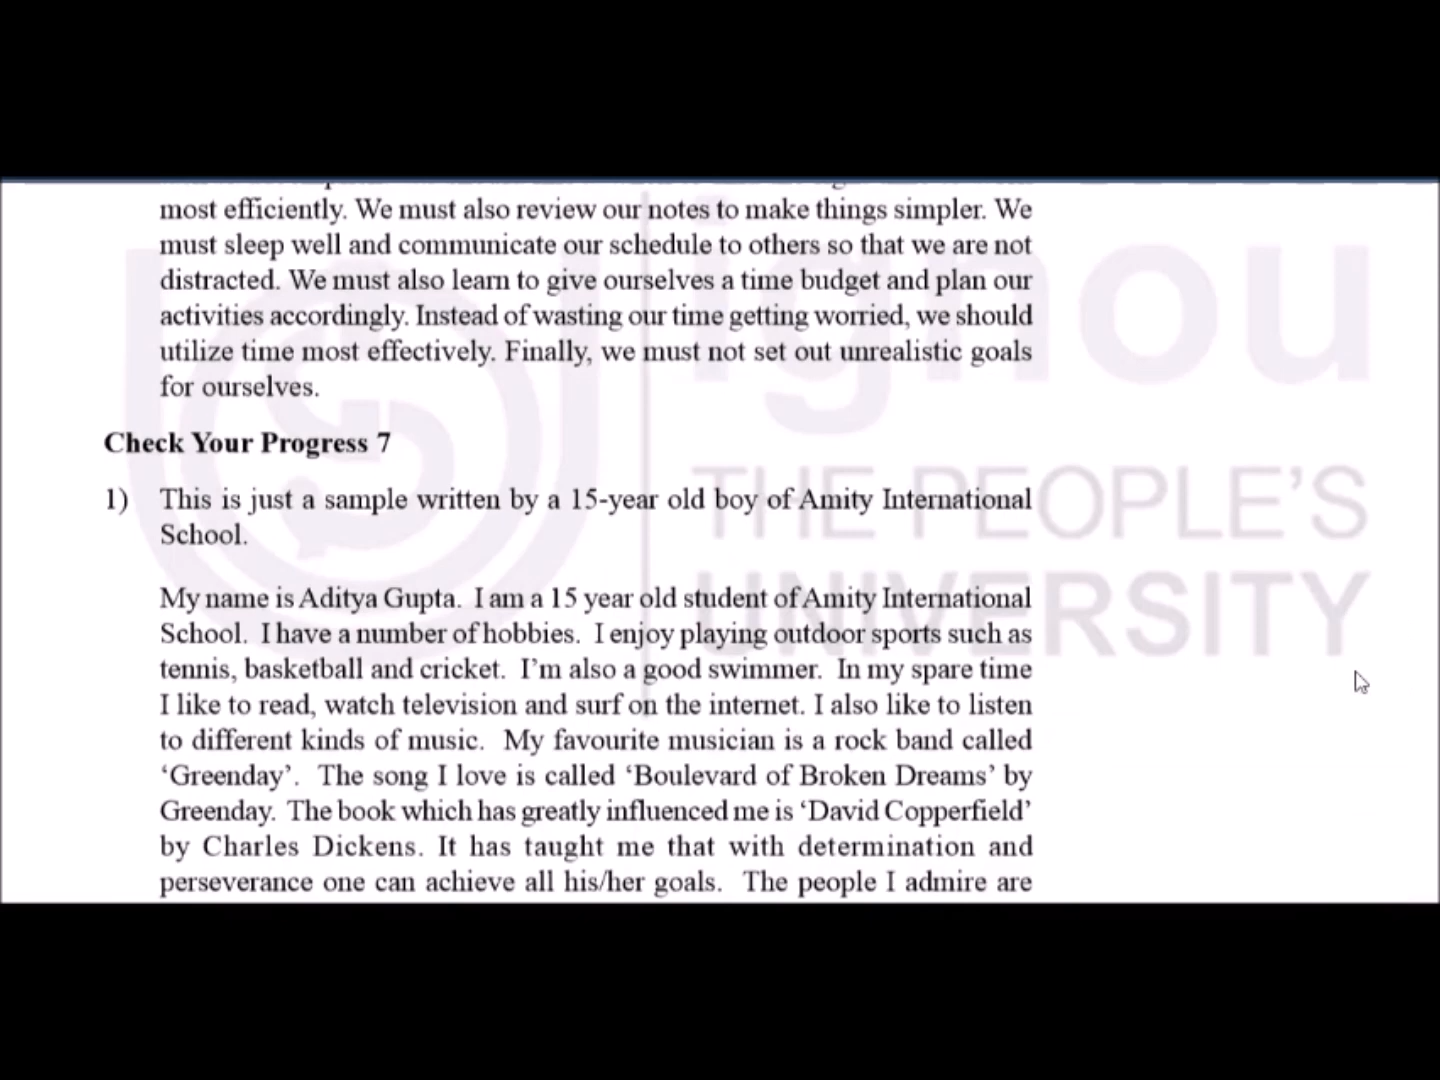 most efficiently. We must also review our notes to make things simpler. We
must sleep well and communicate our schedule to others so that we are not
distracted. We must also learn to give ourselves a time budget and plan our
activities accordingly. Instead of wasting our time getting worried, we should
utilize time most effectively. Finally, we must not set out unrealistic goals
for ourselves.
Check Your Progress 7
1) This is just a sample written by a 15-year old boy of Amity International
School.
My name is Aditya Gupta. I am a 15 year old student of Amity International
School. I have a number of hobbies. I enjoy playing outdoor sports such as
tennis, basketball and cricket. I'm also a good swimmer. In my spare time
I like to read, watch television and surf on the internet. I also like to listen
to different kinds of music. My favourite musician is a rock band called
‘Greenday’. The song I love is called ‘Boulevard of Broken Dreams’ by
Greenday. The book which has greatly influenced me is ‘David Copperfield’
by Charles Dickens. It has taught me that with determination and
perseverance one can achieve all his/her goals. The people I admire are
ignou
THE PEOPLE’S
UNIVERSITY